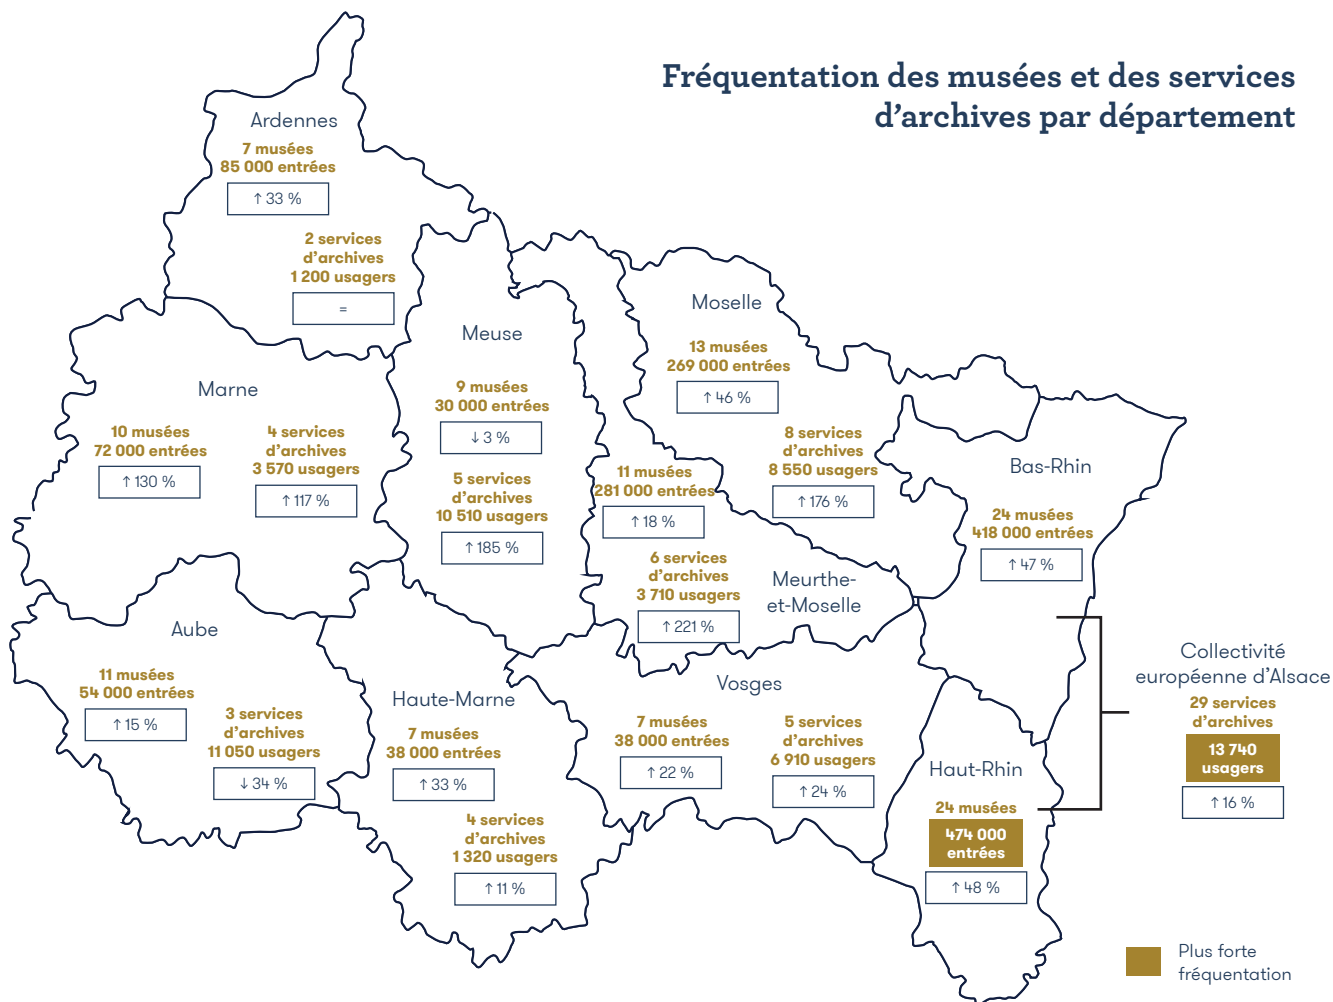 Fréquentation des musées et des services
d'archives par département
Ardennes
7 musées
85 000 entrées
↑ 33 %
2 services
d'archives
1 200 usagers
=
Marne
10 musées
72 000 entrées
↑ 130 %
4 services
d'archives
3 570 usagers
↑ 117 %
Meuse
9 musées
30 000 entrées
↓ 3 %
5 services
d'archives
10 510 usagers
↑ 185 %
Moselle
13 musées
269 000 entrées
↑ 46 %
8 services
d'archives
8 550 usagers
↑ 176 %
11 musées
281 000 entrées
↑ 18 %
6 services
d'archives
3 710 usagers
↑ 221 %
Meurthe-
et-Moselle
Bas-Rhin
24 musées
418 000 entrées
↑ 47 %
Aube
11 musées
54 000 entrées
↑ 15 %
3 services
d'archives
11 050 usagers
↓ 34 %
Haute-Marne
7 musées
38 000 entrées
↑ 33 %
4 services
d'archives
1 320 usagers
↑ 11 %
Vosges
7 musées
38 000 entrées
↑ 22 %
5 services
d'archives
6 910 usagers
↑ 24 %
Haut-Rhin
24 musées
474 000
entrées
↑ 48 %
Collectivité
européenne d'Alsace
29 services
d'archives
13 740
usagers
↑ 16 %
Plus forte
fréquentation